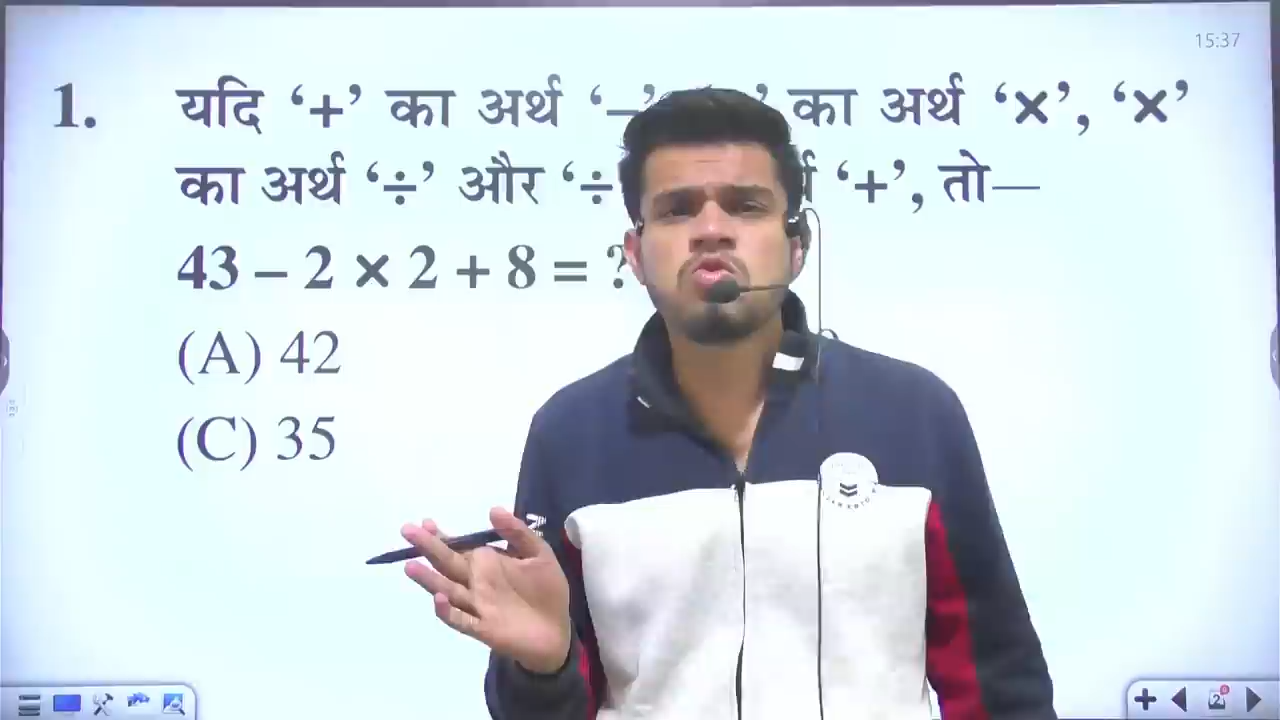 15:37
1. यदि ‘+’ का अर्थ ‘–’ का अर्थ ‘×’, ‘×’
का अर्थ ‘÷’ और ‘÷ ‘+’, तो—
43 – 2 × 2 + 8 = ?
(A) 42
(C) 35